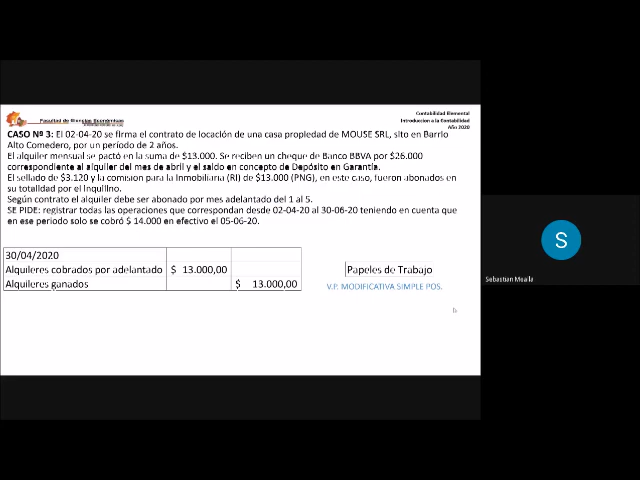 Facultad de Ciencias Económicas
Contabilidad Elemental
Introduccion a la Contabilidad
Año 2020
CASO Nº 3: El 02-04-20 se firma el contrato de locación de una casa propiedad de MOUSE SRL, sito en Barrio
Alto Comedero, por un período de 2 años.
El alquiler mensual se pactó en la suma de $13.000. Se reciben un cheque de Banco BBVA por $26.000
correspondiente al alquiler del mes de abril y el saldo en concepto de Depósito en Garantía.
El sellado de $3.120 y la comisión para la Inmobiliaria (RI) de $13.000 (PNG), en este caso, fueron abonados en
su totalidad por el Inquilino.
Según contrato el alquiler debe ser abonado por mes adelantado del 1 al 5.
SE PIDE: registrar todas las operaciones que correspondan desde 02-04-20 al 30-06-20 teniendo en cuenta que
en ese periodo solo se cobró $ 14.000 en efectivo el 05-06-20.
30/04/2020
Alquileres cobrados por adelantado $ 13.000,00
Alquileres ganados $ 13.000,00
Papeles de Trabajo
V.P. MODIFICATIVA SIMPLE POS.
S
Sebastian Mealla